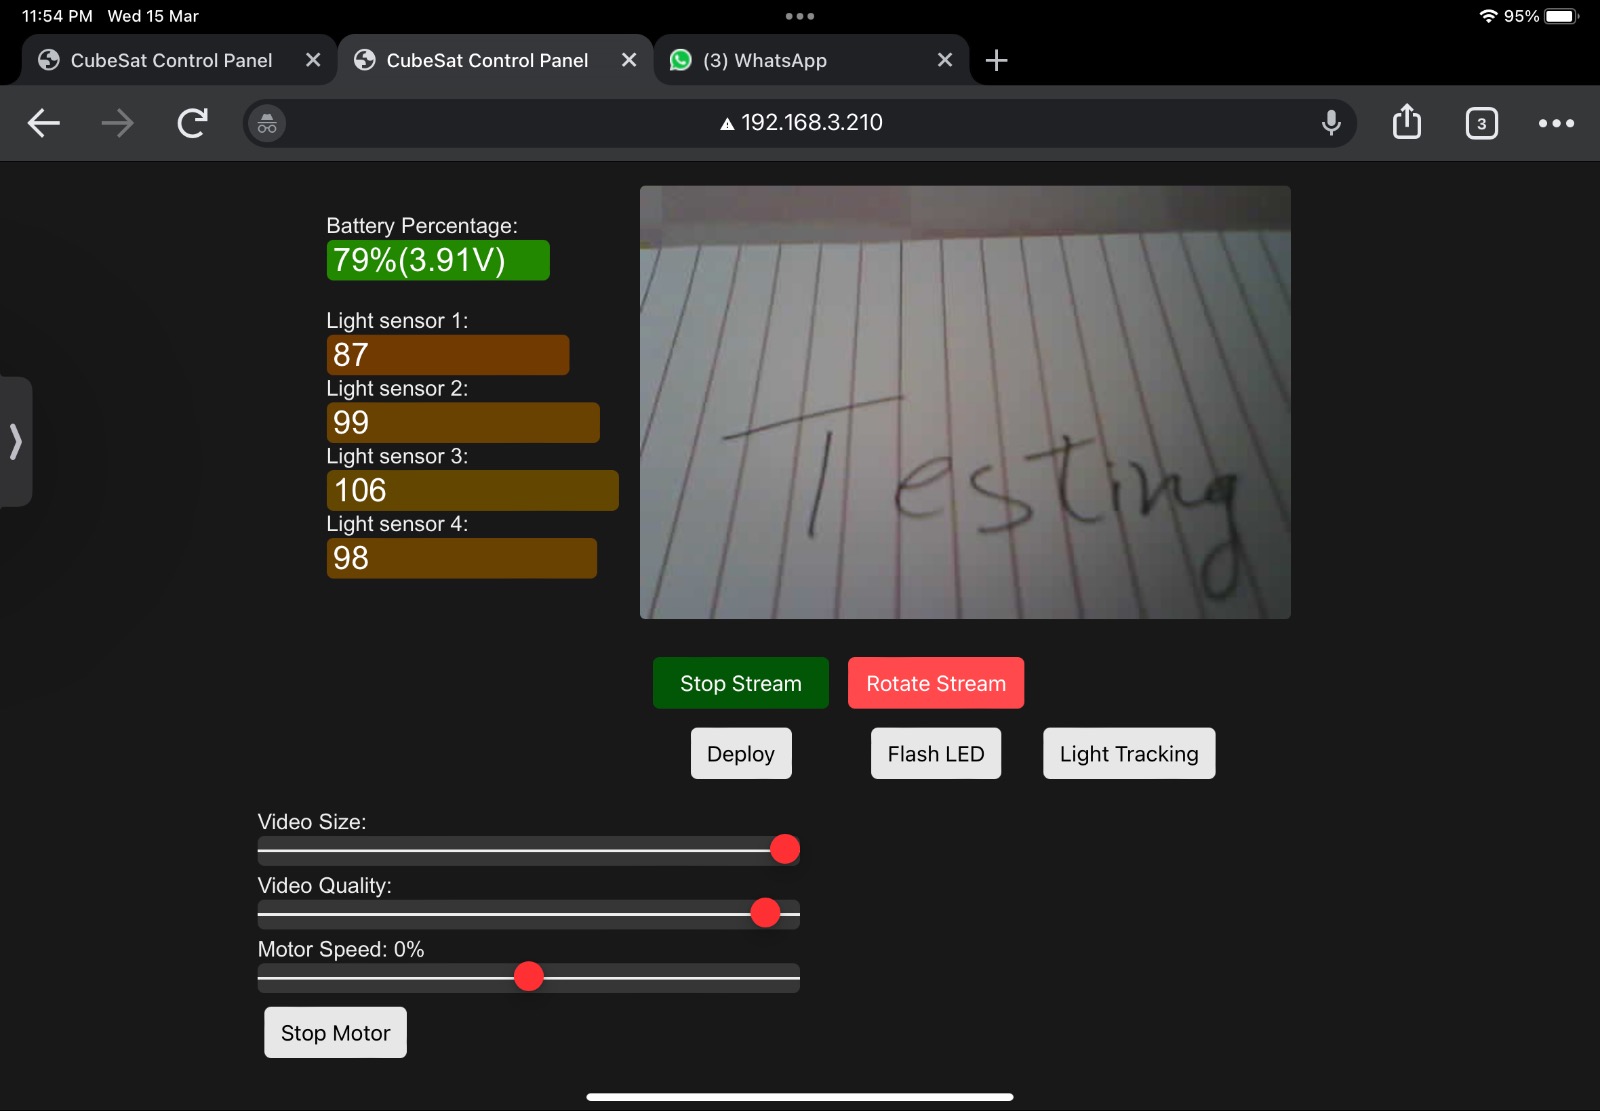 11:54 PM Wed 15 Mar
95%
CubeSat Control Panel
CubeSat Control Panel
(3) WhatsApp
192.168.3.210
3
Battery Percentage:
79%(3.91V)
Light sensor 1:
87
Light sensor 2:
99
Light sensor 3:
106
Light sensor 4:
98
Testing
Stop Stream
Rotate Stream
Deploy
Flash LED
Light Tracking
Video Size:
Video Quality:
Motor Speed: 0%
Stop Motor